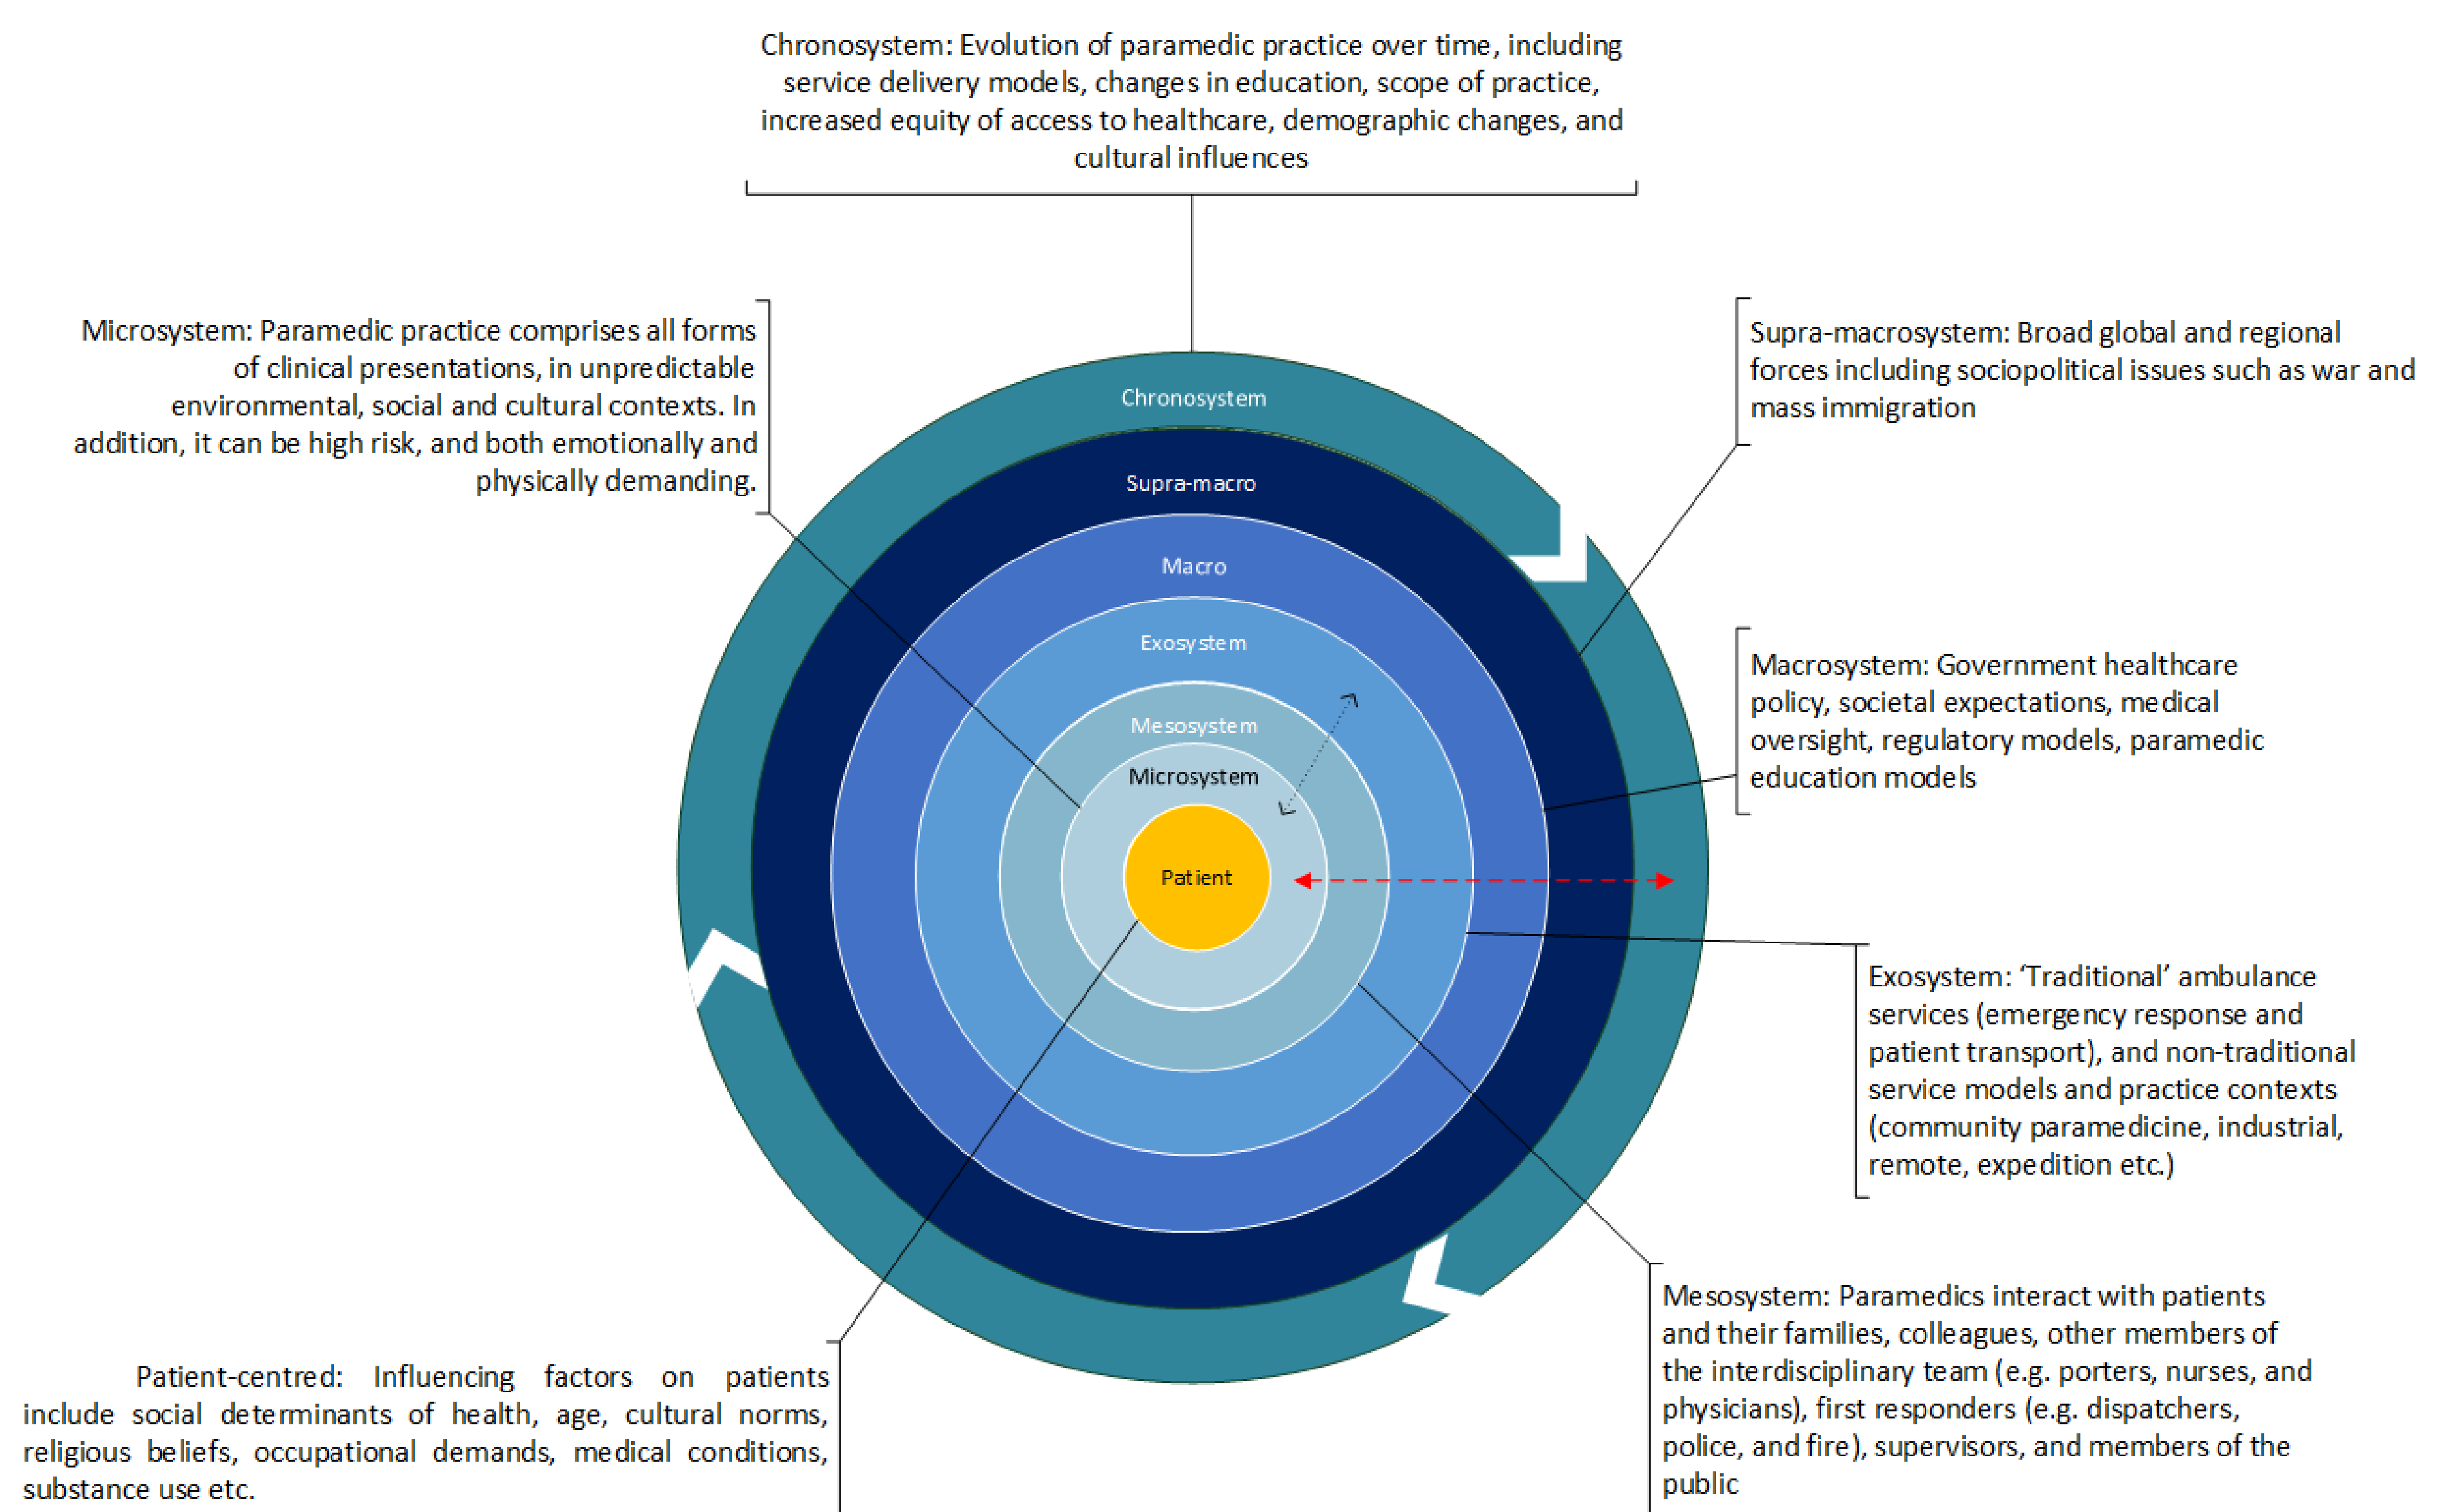 Chronosystem: Evolution of paramedic practice over time, including
service delivery models, changes in education, scope of practice,
increased equity of access to healthcare, demographic changes, and
cultural influences
Microsystem: Paramedic practice comprises all forms
of clinical presentations, in unpredictable
environmental, social and cultural contexts. In
addition, it can be high risk, and both emotionally and
physically demanding.
Supra-macrosystem: Broad global and regional
forces including sociopolitical issues such as war and
mass immigration
Chronosystem
Supra-macro
Macro
Exosystem
Mesosystem
Microsystem
Patient
Macrosystem: Government healthcare
policy, societal expectations, medical
oversight, regulatory models, paramedic
education models
Exosystem: ‘Traditional’ ambulance
services (emergency response and
patient transport), and non-traditional
service models and practice contexts
(community paramedicine, industrial,
remote, expedition etc.)
Mesosystem: Paramedics interact with patients
and their families, colleagues, other members of
the interdisciplinary team (e.g. porters, nurses, and
physicians), first responders (e.g. dispatchers,
police, and fire), supervisors, and members of the
public
Patient-centred: Influencing factors on patients
include social determinants of health, age, cultural norms,
religious beliefs, occupational demands, medical conditions,
substance use etc.